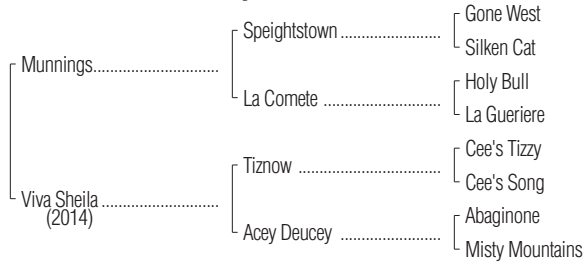 Gone West
Speightstown ........................
Silken Cat
Munnings..............................
Holy Bull
La Comete ............................
La Gueriere
Cee's Tizzy
Tiznow ..................................
Cee's Song
Viva Sheila ............................
(2014)
Abaginone
Acey Deucey ........................
Misty Mountains